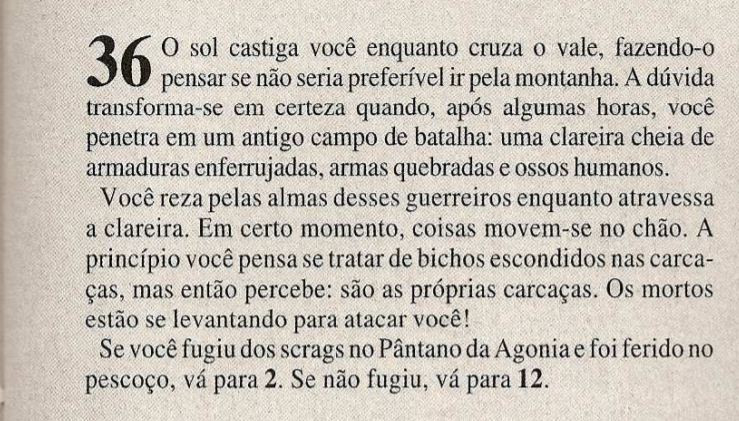 36 O sol castiga você enquanto cruza o vale, fazendo-o
pensar se não seria preferível ir pela montanha. A dúvida
transforma-se em certeza quando, após algumas horas, você
penetra em um antigo campo de batalha: uma clareira cheia de
armaduras enferrujadas, armas quebradas e ossos humanos.
Você reza pelas almas desses guerreiros enquanto atravessa
a clareira. Em certo momento, coisas movem-se no chão. A
princípio você pensa se tratar de bichos escondidos nas carca-
ças, mas então percebe: são as próprias carcaças. Os mortos
estão se levantando para atacar você!
Se você fugiu dos scrags no Pântano da Agonia e foi ferido no
pescoço, vá para 2. Se não fugiu, vá para 12.